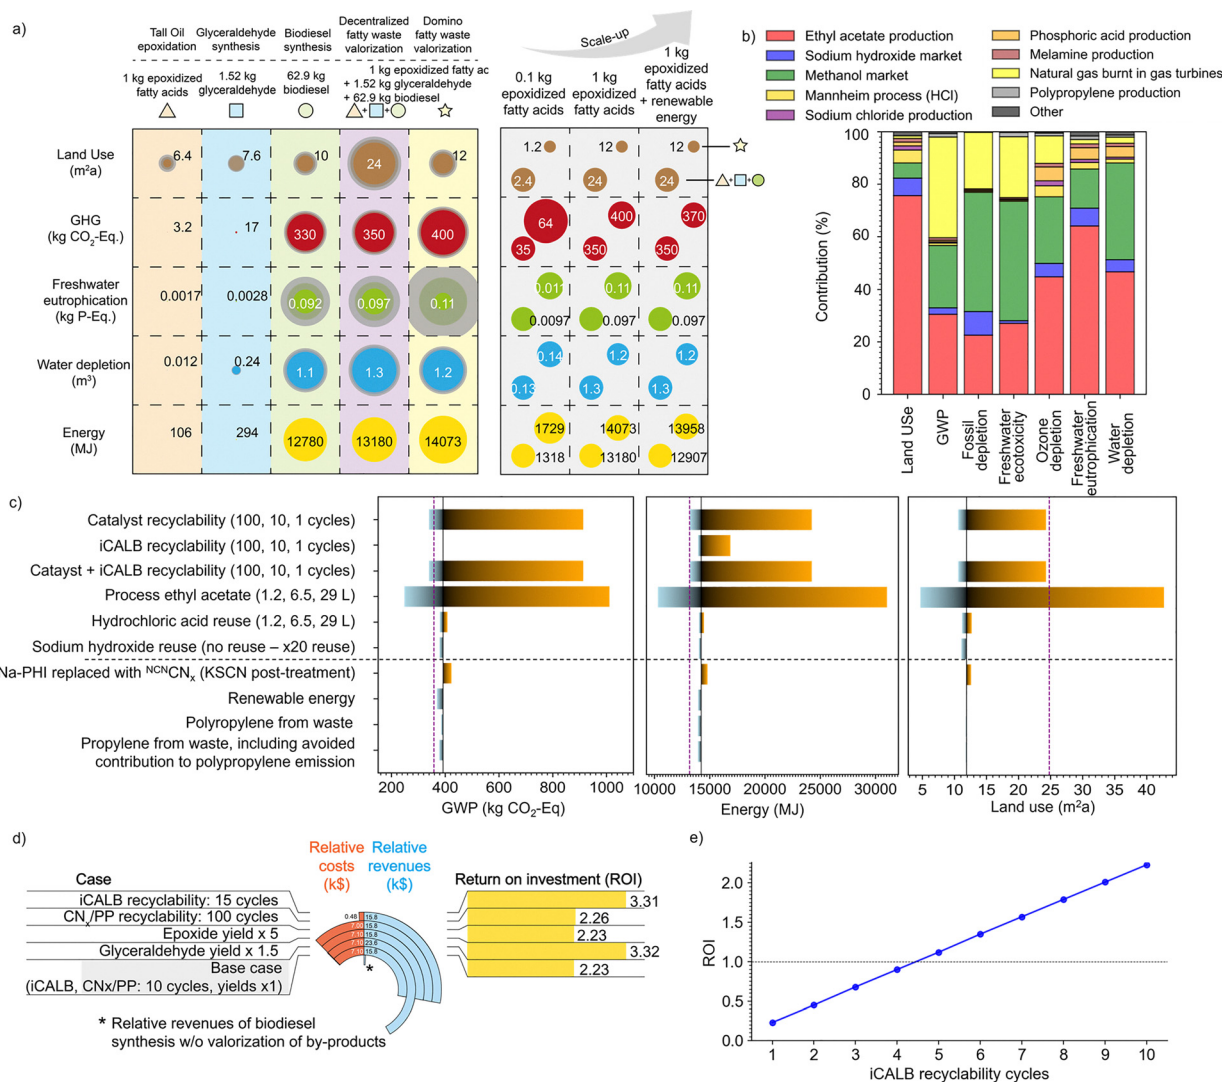 a)
Tall Oil
epoxidation
Glyceraldehyde
synthesis
Biodiesel
synthesis
Decentralized
fatty waste
valorization
Domino
fatty waste
valorization
1 kg epoxidized
fatty acids
1.52 kg
glyceraldehyde
62.9 kg
biodiesel
1 kg epoxidized fatty ac
+ 1.52 kg glyceraldehyde
+ 62.9 kg biodiesel
+ +
Scale-up
0.1 kg
epoxidized
fatty acids
1 kg
epoxidized
fatty acids
1 kg
epoxidized
fatty acids
+ renewable
energy
Land Use
(m²a)
6.4 7.6 10 24 12
1.2 12 12
2.4 24 24
+ +
GHG
(kg CO₂-Eq.)
3.2 17 330 350 400
64 400 370
35 350 350
Freshwater
eutrophication
(kg P-Eq.)
0.0017 0.0028 0.092 0.097 0.11
0.011 0.11 0.11
0.0097 0.097 0.097
Water depletion
(m³)
0.012 0.24 1.1 1.3 1.2
0.14 1.2 1.2
0.13 1.3 1.3
Energy
(MJ)
106 294 12780 13180 14073
1729 14073 13958
1318 13180 12907
b)
Ethyl acetate production
Sodium hydroxide market
Methanol market
Mannheim process (HCl)
Sodium chloride production
Phosphoric acid production
Melamine production
Natural gas burnt in gas turbines
Polypropylene production
Other
Contribution (%)
100
80
60
40
20
0
Land USe
GWP
Fossil
depletion
Freshwater
ecotoxicity
Ozone
depletion
Freshwater
eutrophication
Water
depletion
c)
Catalyst recyclability (100, 10, 1 cycles)
iCALB recyclability (100, 10, 1 cycles)
Catayst + iCALB recyclability (100, 10, 1 cycles)
Process ethyl acetate (1.2, 6.5, 29 L)
Hydrochloric acid reuse (1.2, 6.5, 29 L)
Sodium hydroxide reuse (no reuse – x20 reuse)
Na-PHI replaced with ᴺᶜᴺCNₓ (KSCN post-treatment)
Renewable energy
Polyropylene from waste
Propylene from waste, including avoided
contribution to polypropylene emission
200 400 600 800 1000
GWP (kg CO₂-Eq)
10000 15000 20000 25000 30000
Energy (MJ)
5 10 15 20 25 30 35 40
Land use (m²a)
d)
Relative
costs
(k$)
Relative
revenues
(k$)
Case
Return on investment (ROI)
iCALB recyclability: 15 cycles
CNₓ/PP recyclability: 100 cycles
Epoxide yield x 5
Glyceraldehyde yield x 1.5
Base case
(iCALB, CNx/PP: 10 cycles, yields x1)
0.48 15.8
7.00 15.8
7.10 15.8
7.10 23.6
7.10 15.8
*
3.31
2.26
2.23
3.32
2.23
* Relative revenues of biodiesel
synthesis w/o valorization of by-products
e)
ROI
2.0
1.5
1.0
0.5
0.0
1 2 3 4 5 6 7 8 9 10
iCALB recyclability cycles